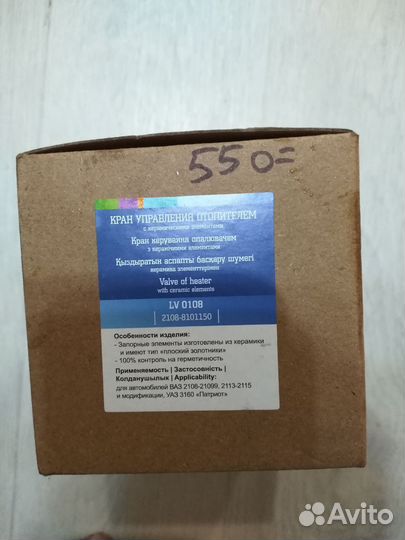 550=
КРАН УПРАВЛЕНИЯ ОТОПИТЕЛЕМ
с керамическими элементами
Кран керування опалювачем
з керамічними елементами
Қыздыратын аспапты басқару шүмегі
керамика элементтерімен
Valve of heater
with ceramic elements
LV 0108
2108-8101150
Особенности изделия:
- Запорные элементы изготовлены из керамики
и имеют тип «плоский золотник»
- 100% контроль на герметичность
Применяемость | Застосовність |
Колданушылык | Applicability:
для автомобилей ВАЗ 2108-21099, 2113-2115
и модификации, УАЗ 3160 «Патриот»
Avito